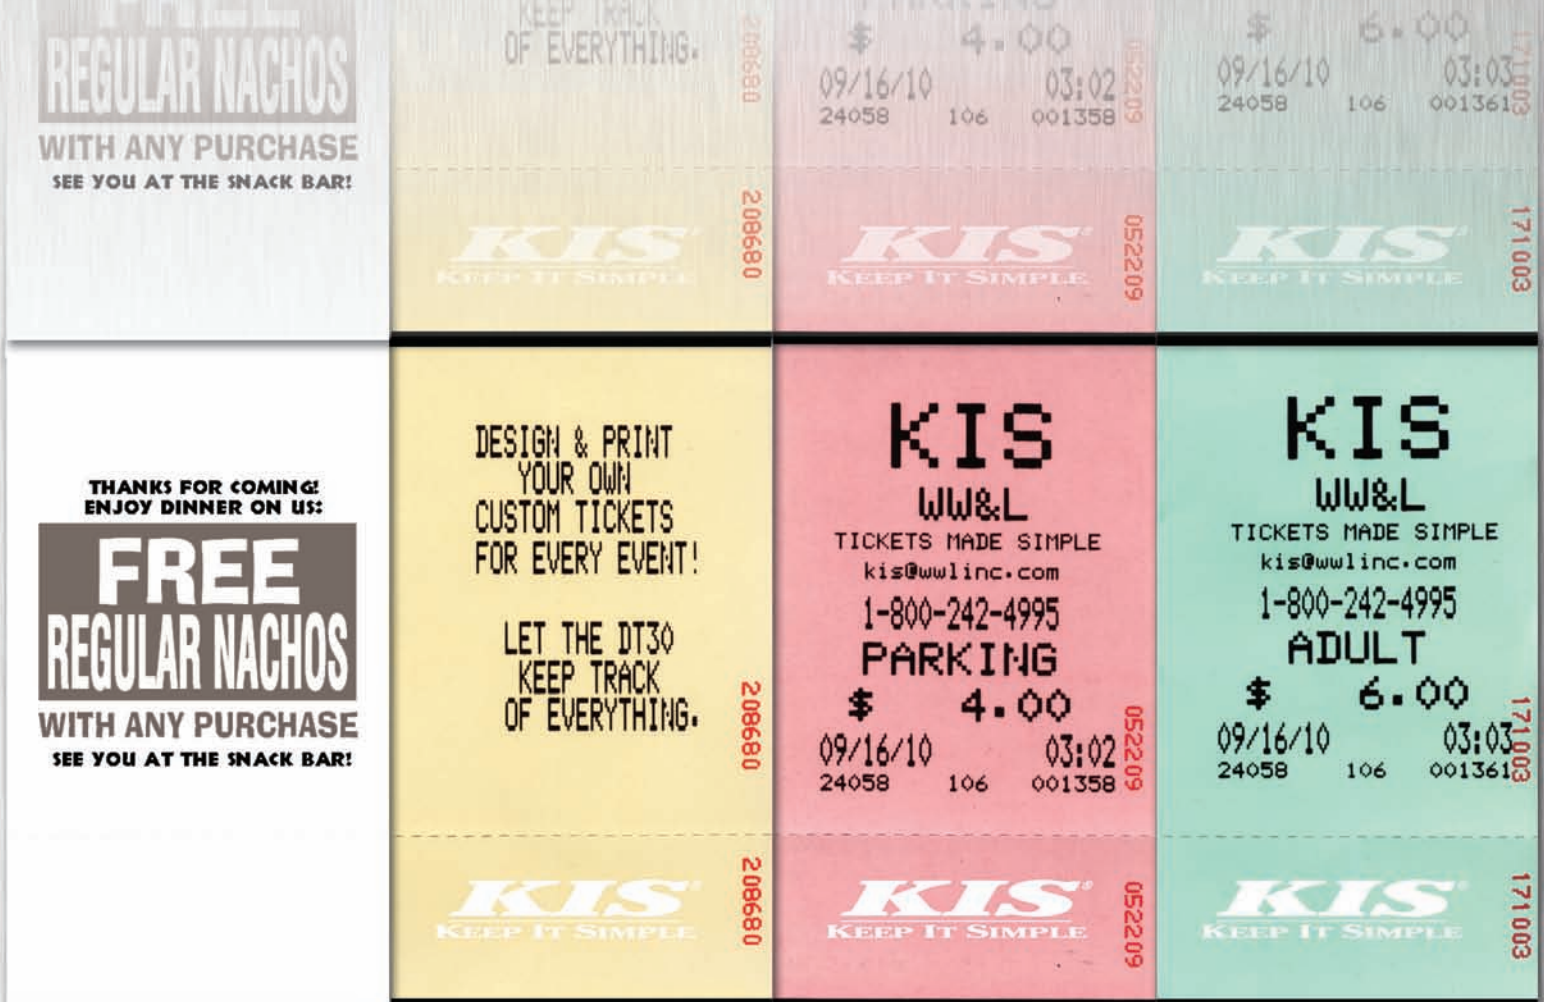 FREE
REGULAR NACHOS
WITH ANY PURCHASE
SEE YOU AT THE SNACK BAR!
KEEP TRACK
OF EVERYTHING.
208680
KIS®
KEEP IT SIMPLE
208680
PARKING
$ 4.00
09/16/10 03:02
24058 106 001358
052209
KIS®
KEEP IT SIMPLE
052209
$ 6.00
09/16/10 03:03
24058 106 001361
171003
KIS®
KEEP IT SIMPLE
171003
THANKS FOR COMING!
ENJOY DINNER ON US:
FREE
REGULAR NACHOS
WITH ANY PURCHASE
SEE YOU AT THE SNACK BAR!
DESIGN & PRINT
YOUR OWN
CUSTOM TICKETS
FOR EVERY EVENT!
LET THE DT30
KEEP TRACK
OF EVERYTHING.
208680
KIS®
KEEP IT SIMPLE
208680
KIS
WW&L
TICKETS MADE SIMPLE
kis@wwlinc.com
1-800-242-4995
PARKING
$ 4.00
09/16/10 03:02
24058 106 001358
052209
KIS®
KEEP IT SIMPLE
052209
KIS
WW&L
TICKETS MADE SIMPLE
kis@wwlinc.com
1-800-242-4995
ADULT
$ 6.00
09/16/10 03:03
24058 106 001361
171003
KIS®
KEEP IT SIMPLE
171003